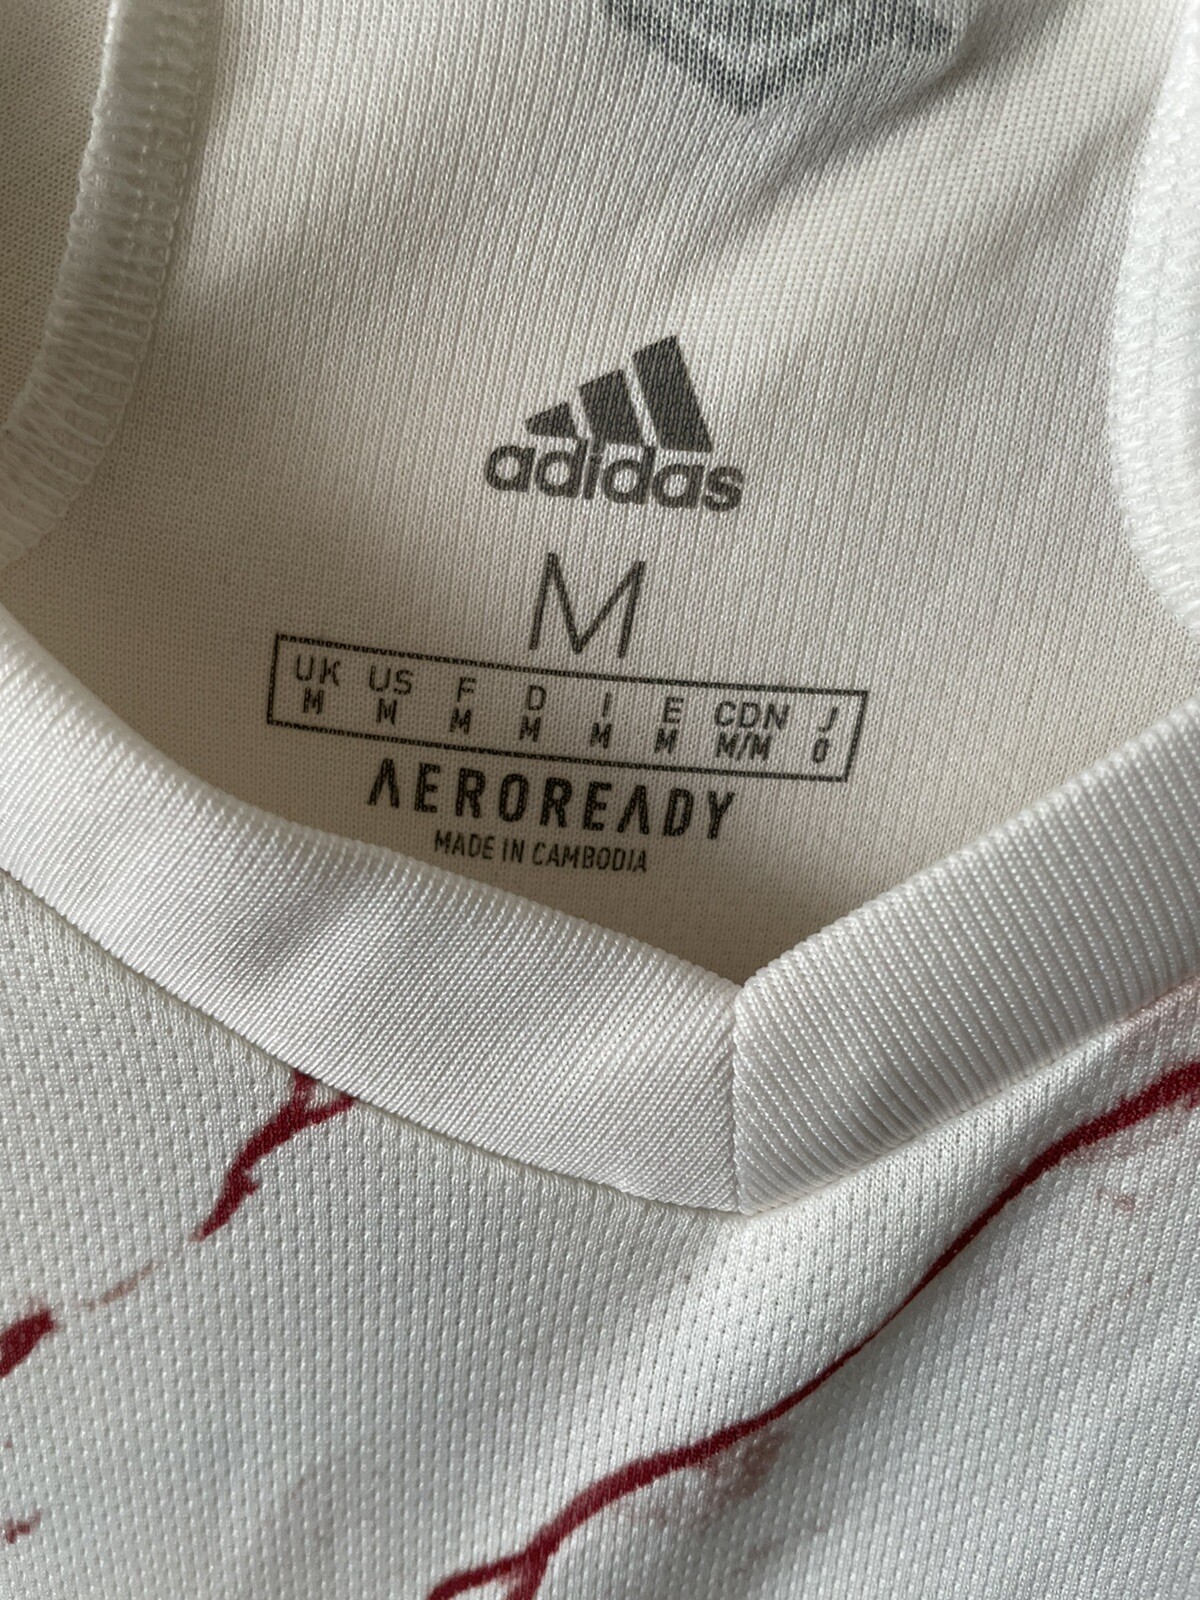 adidas
M
UK US F D I E CDN J
M M M M M M M/M O
AEROREADY
MADE IN CAMBODIA